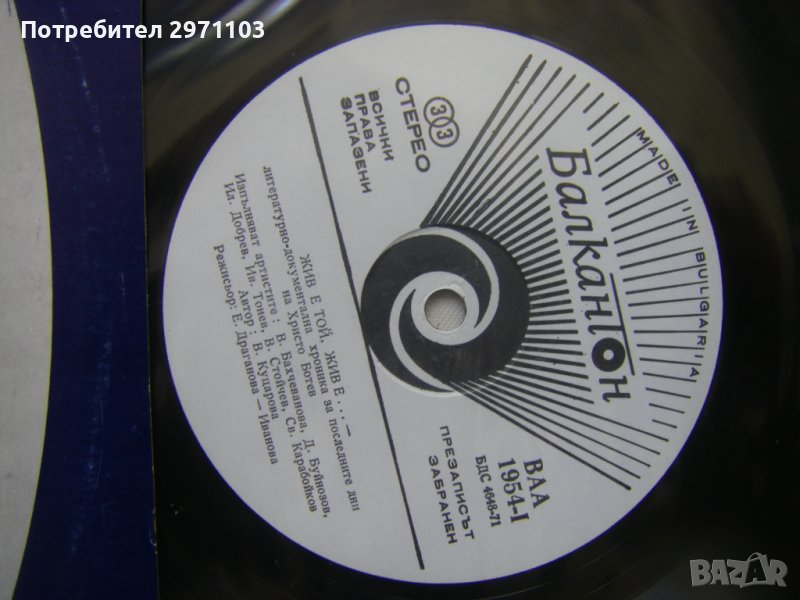 Потребител 2971103
MADE IN BULGARIA
Балкантон
33
СТЕРЕО
ВСИЧКИ
ПРАВА
ЗАПАЗЕНИ
ВАА
1954-I
БДС 4648-71
ПРЕЗАПИСЪТ
ЗАБРАНЕН
ЖИВ Е ТОЙ, ЖИВ Е... —
литературно-документална хроника за последните дни
на Христо Ботев
Изпълняват артистите: В. Бахчеванова, Д. Буйнозов,
Ил. Добрев, Ив. Тонев, В. Стойчев, Св. Карабойков
Автор: В. Куцарова
Режисьор: Е. Драганова — Иванова
BAZAR